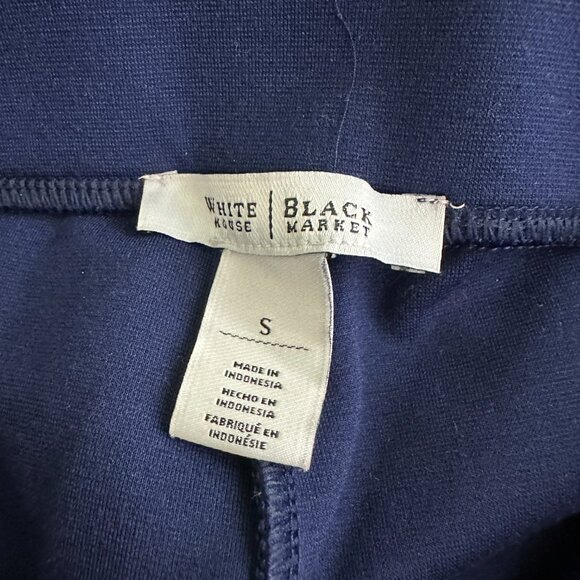 WHITE | BLACK
HOUSE | MARKET
S
MADE IN
INDONESIA
HECHO EN
INDONESIA
FABRIQUÉ EN
INDONÉSIE